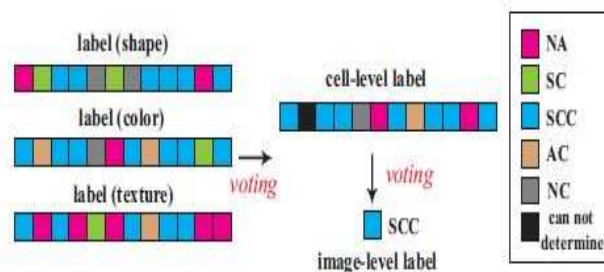 label (shape)
label (color)
label (texture)
voting
cell-level label
voting
SCC
image-level label
NA
SC
SCC
AC
NC
can not
determine